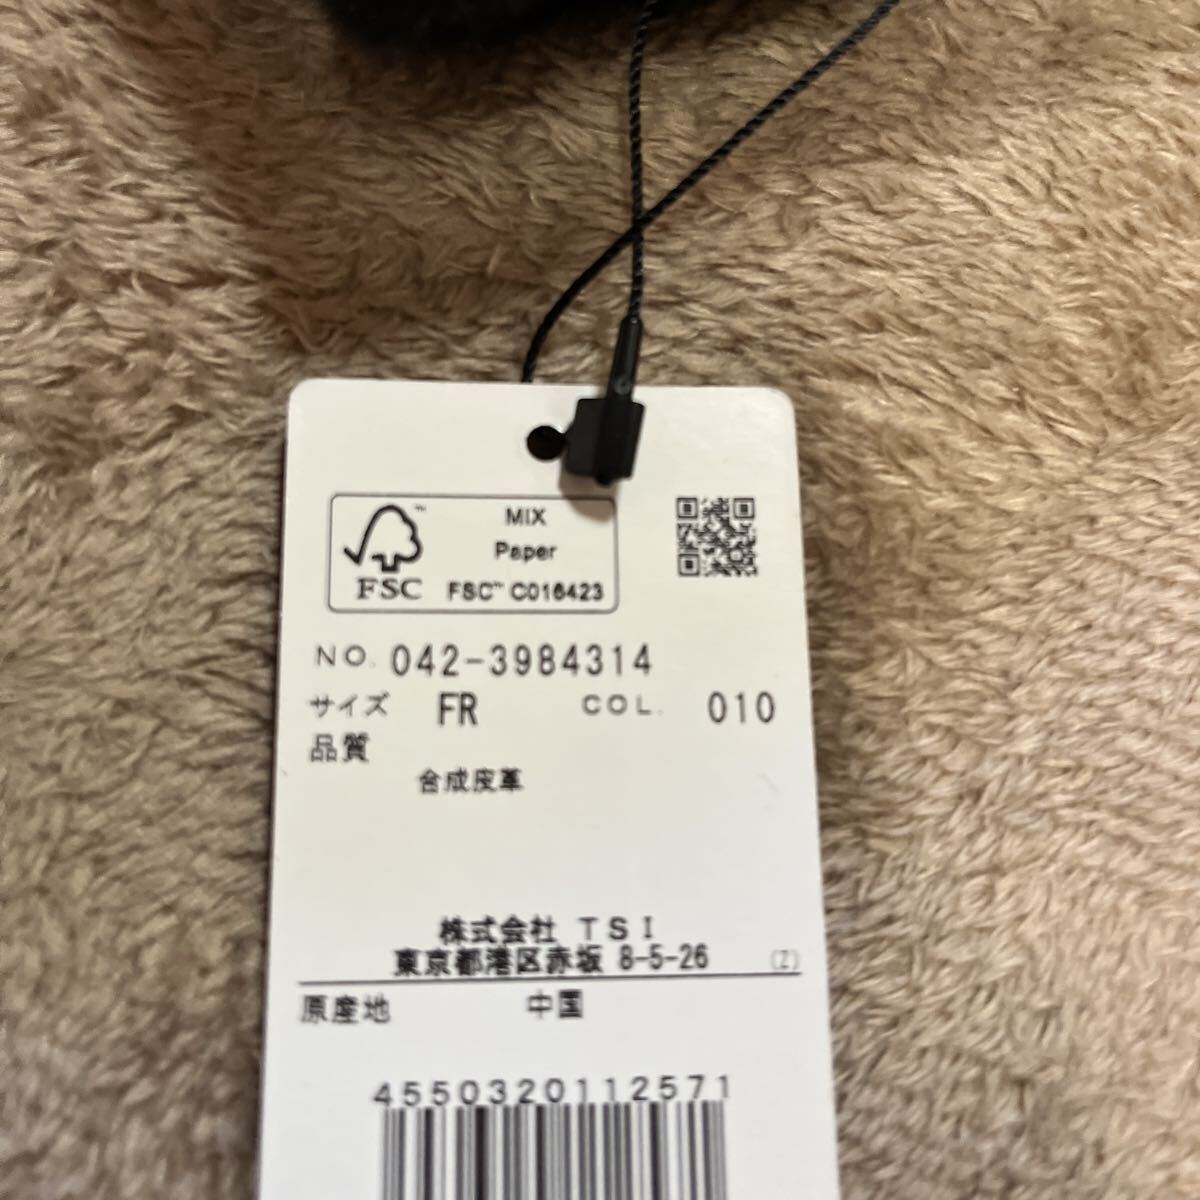 MIX
Paper
FSC™ C016423
™
FSC
NO. 042-3984314
サイズ FR COL. 010
品質
合成皮革
株式会社 TSI
東京都港区赤坂 8-5-26 (Z)
原産地 中国
4550320112571